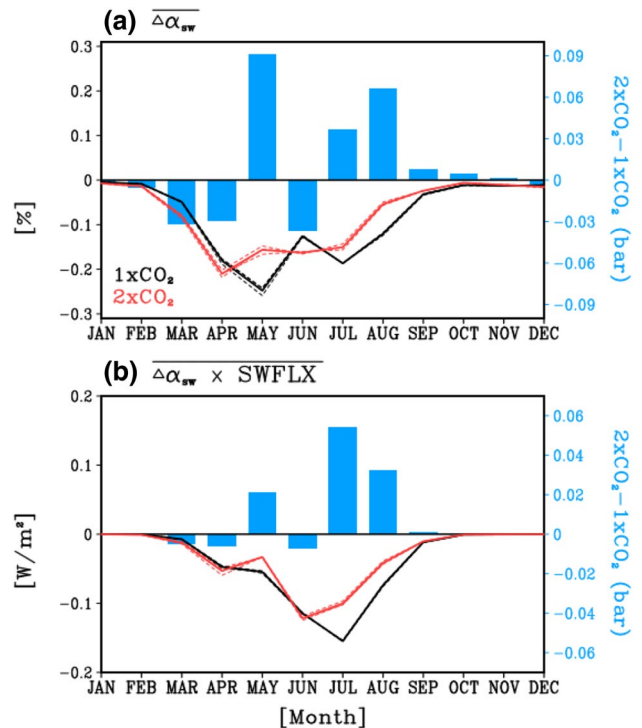 (a) Δα_sw
0.3
0.2
0.1
0
-0.1
-0.2
-0.3
[%]
0.09
0.06
0.03
0
-0.03
-0.06
-0.09
2xCO₂-1xCO₂ (bar)
1xCO₂
2xCO₂
JAN FEB MAR APR MAY JUN JUL AUG SEP OCT NOV DEC
(b) Δα_sw × SWFLX
0.2
0.1
0
-0.1
-0.2
[W/m²]
0.06
0.04
0.02
0
-0.02
-0.04
-0.06
2xCO₂-1xCO₂ (bar)
JAN FEB MAR APR MAY JUN JUL AUG SEP OCT NOV DEC
[Month]